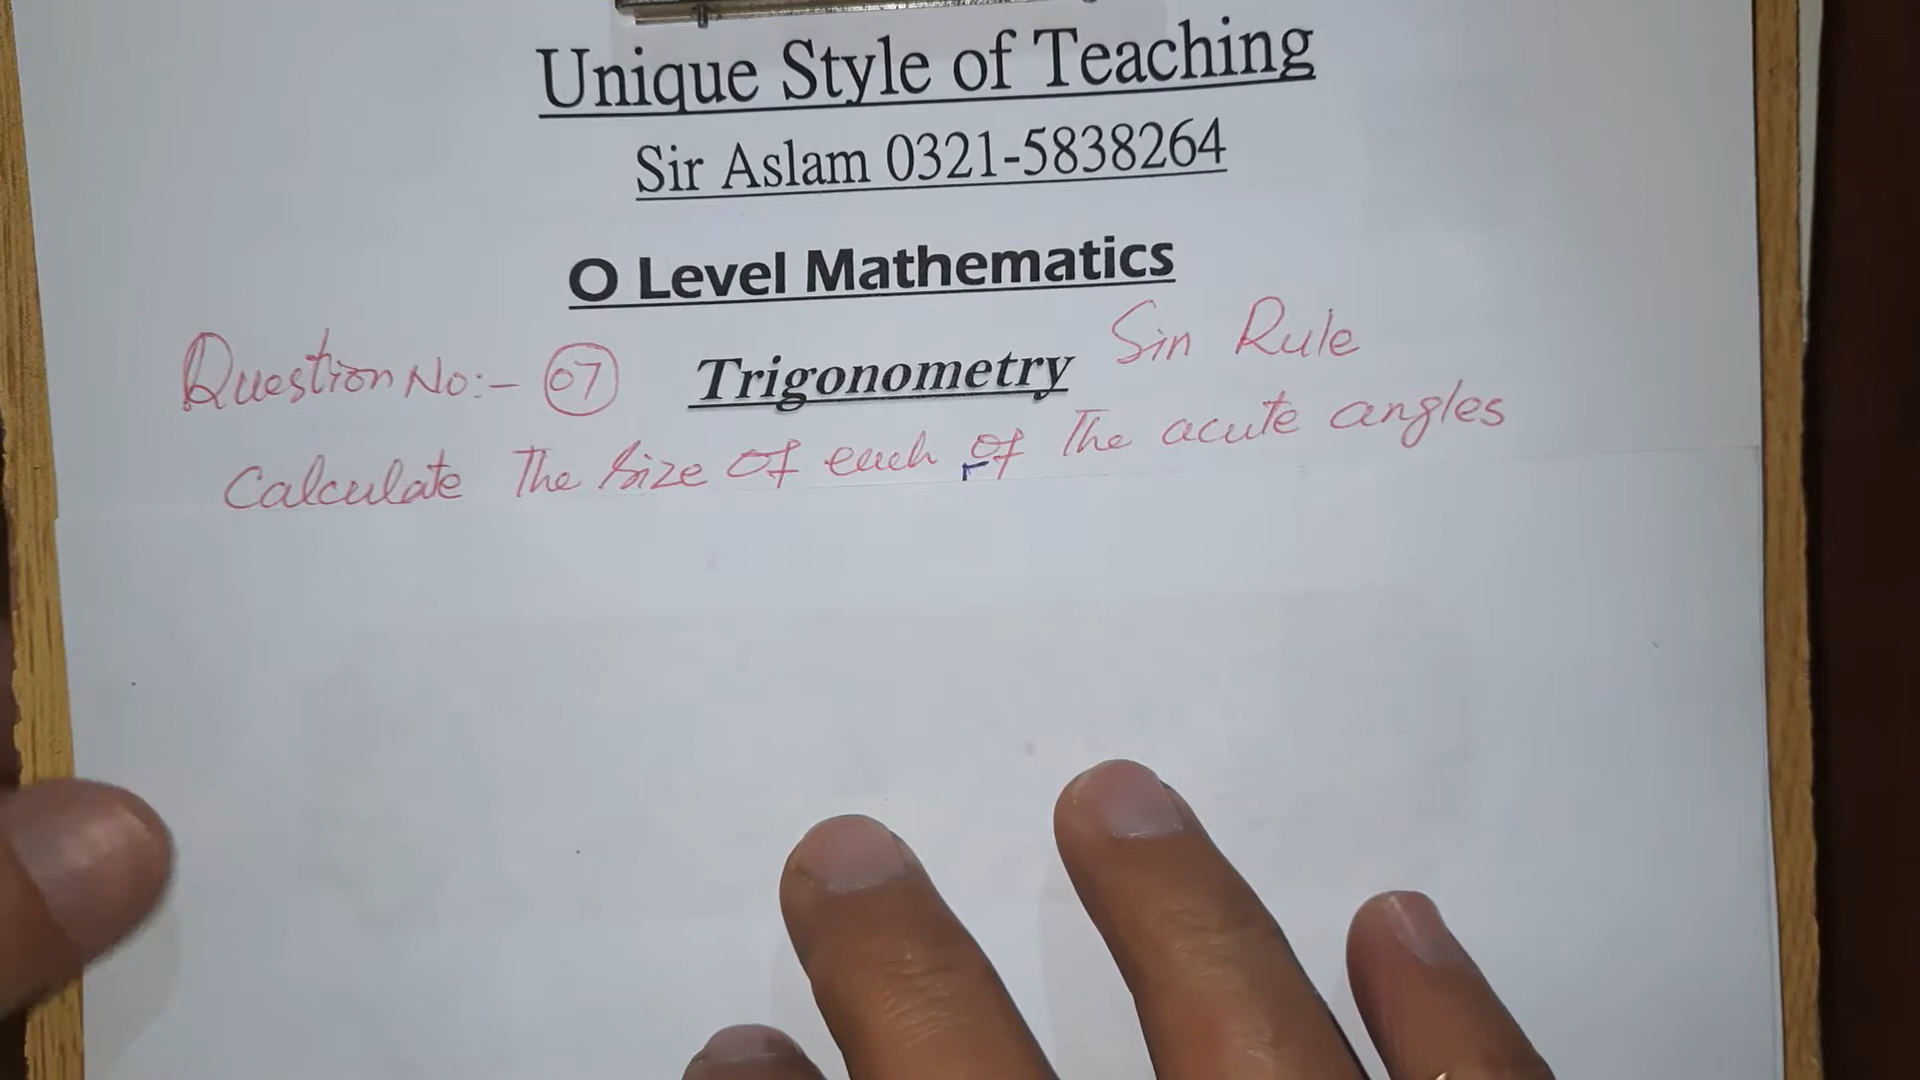 Unique Style of Teaching
Sir Aslam 0321-5838264
O Level Mathematics
Question No:- 07 Trigonometry Sin Rule
Calculate The size of each of The acute angles